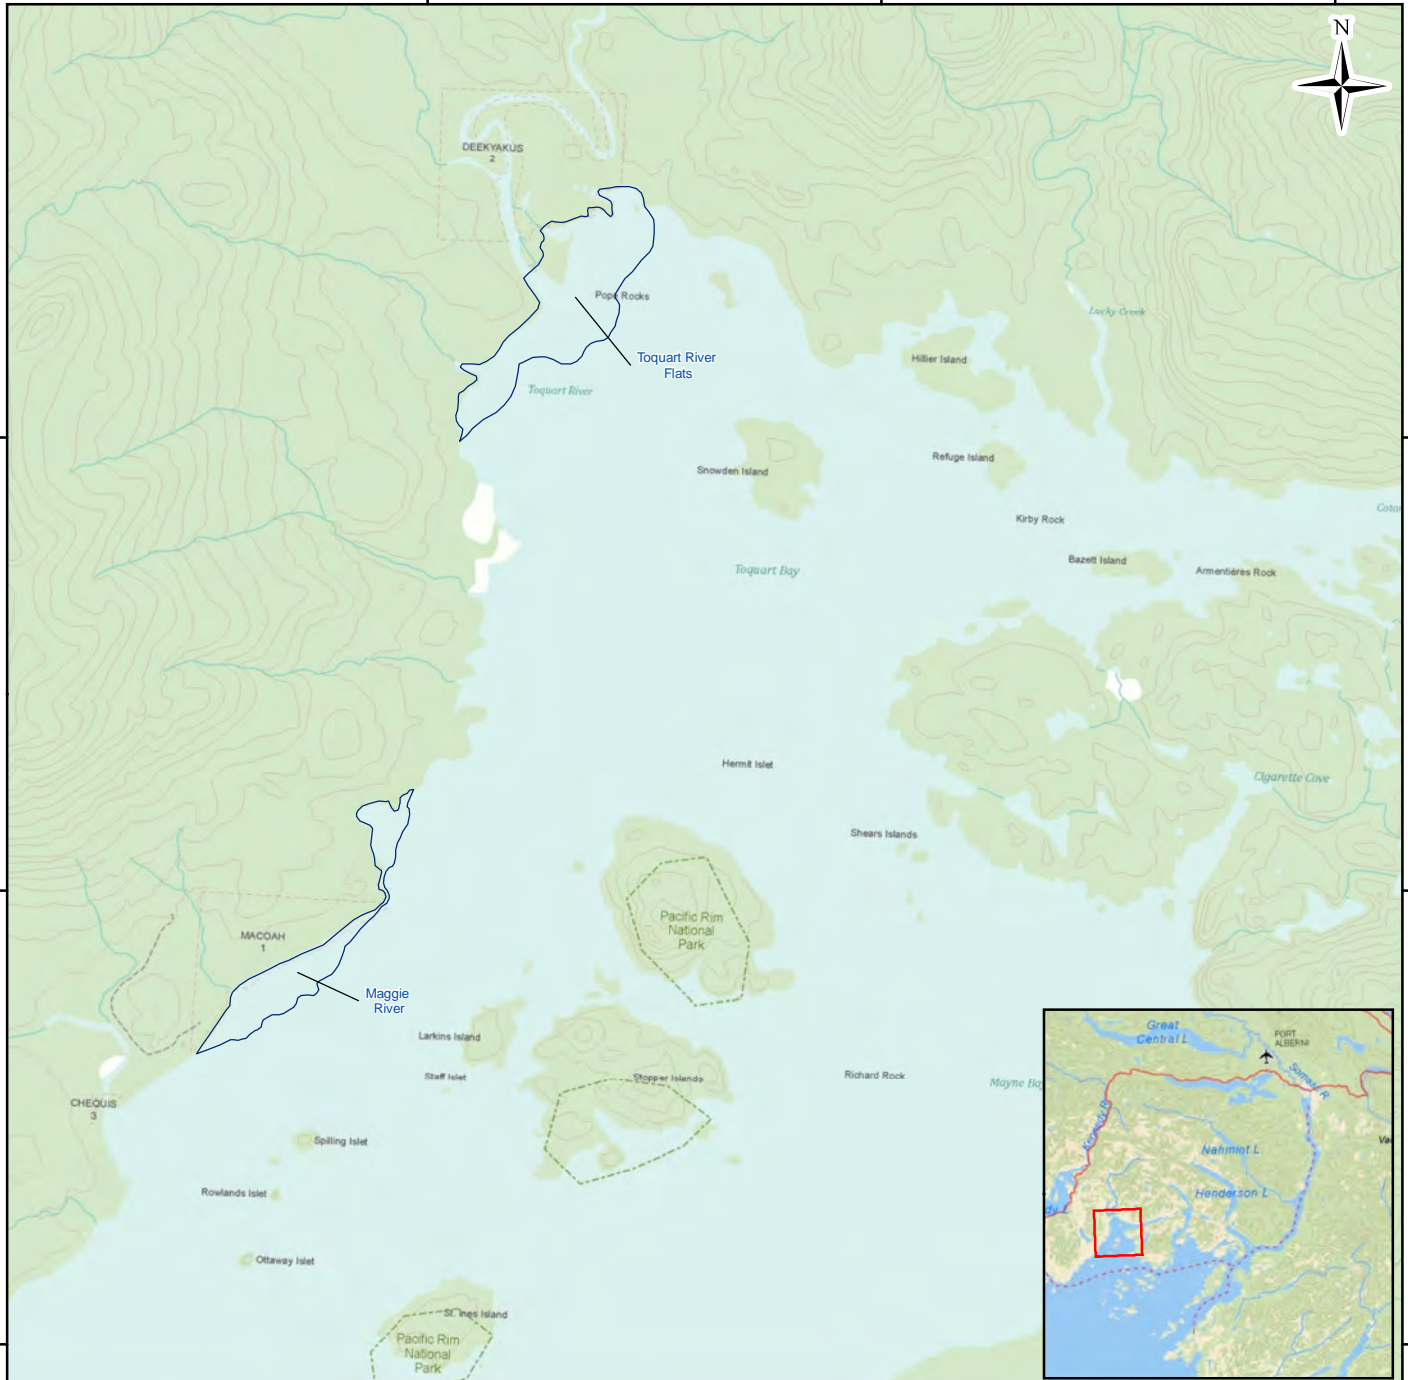 N
DEEKYAKUS
2
Pope Rocks
Lucky Creek
Toquart River
Flats
Hillier Island
Toquart River
Refuge Island
Snowden Island
Kirby Rock
Bazett Island
Armentières Rock
Toquart Bay
Hermit Islet
Cigarette Cove
Shears Islands
Pacific Rim
National
Park
MACOAH
1
Maggie
River
Larkins Island
Staff Islet
Stopper Islands
Richard Rock
CHEQUIS
3
Spilling Islet
Rowlands Islet
Ottaway Islet
St. Ines Island
Pacific Rim
National
Park
Great
Central L
PORT
ALBERNI
Somass R
Kennedy R
Nahmint L
Henderson L